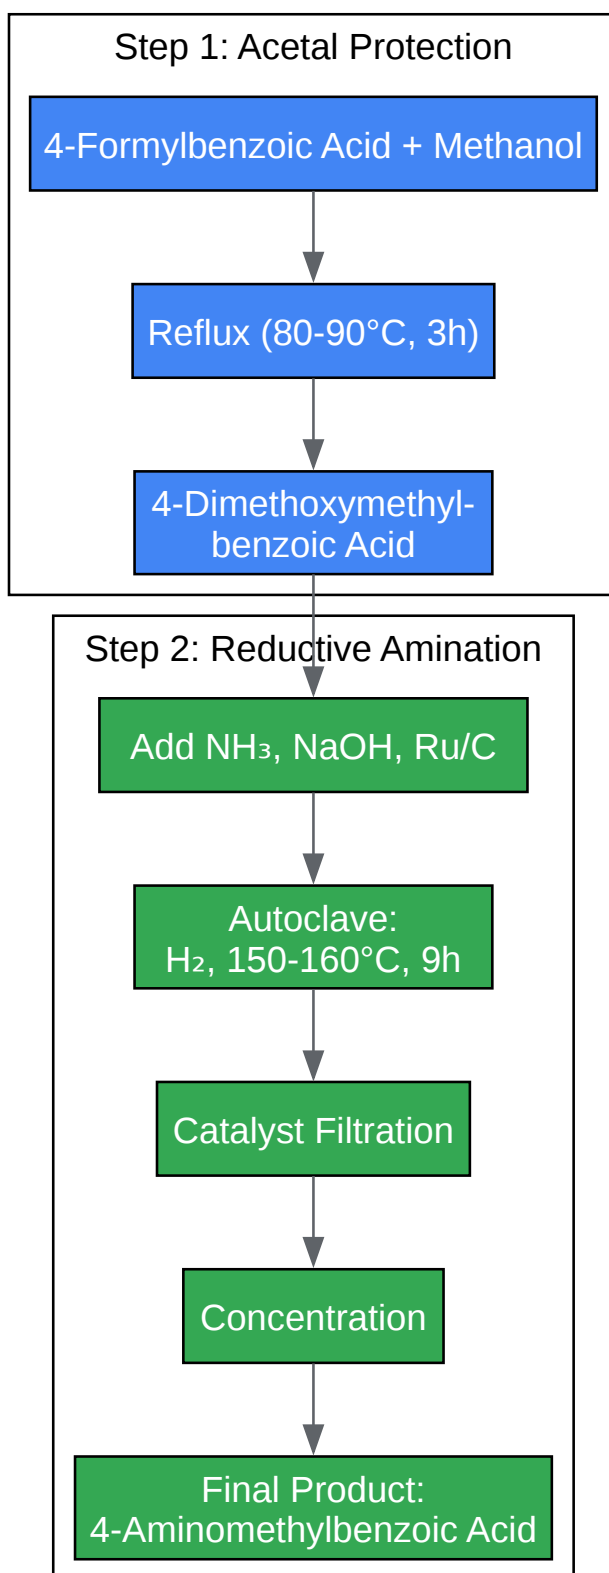 Step 1: Acetal Protection
4-Formylbenzoic Acid + Methanol
Reflux (80-90°C, 3h)
4-Dimethoxymethyl-
benzoic Acid
Step 2: Reductive Amination
Add NH₃, NaOH, Ru/C
Autoclave:
H₂, 150-160°C, 9h
Catalyst Filtration
Concentration
Final Product:
4-Aminomethylbenzoic Acid